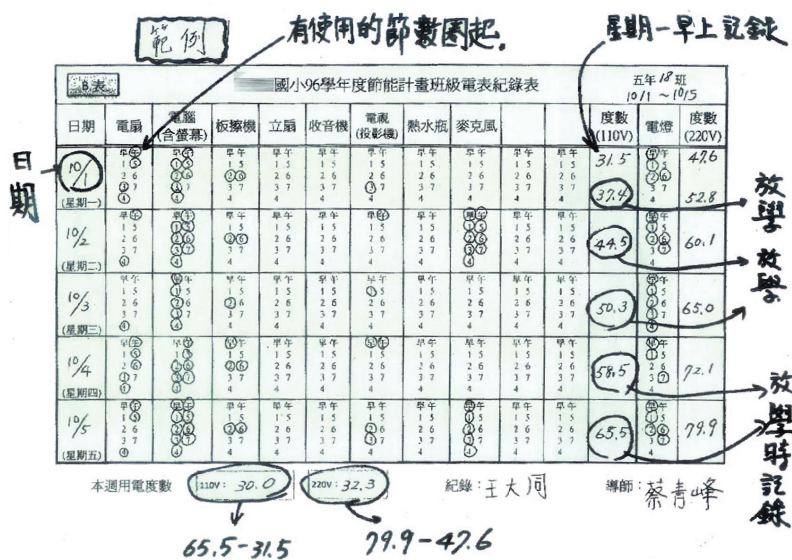 範例
有使用的節數圈起.
星期一早上記錄
B表
國小96學年度節能計畫班級電表紀錄表
五年18班
10/1~10/5
日期 電扇 電腦(含螢幕) 板擦機 立扇 收音機 電視(投影機) 熱水瓶 麥克風 度數(110V) 電燈 度數(220V)
日期
10/1 (星期一) 31.5 47.6
37.4 52.8 放學
10/2 (星期二) 44.5 60.1 放學
10/3 (星期三) 50.3 65.0
10/4 (星期四) 58.5 72.1
10/5 (星期五) 65.5 79.9
放學時記錄
本週用電度數 110V: 30.0 220V: 32.3 紀錄:王大同 導師:蔡青峰
65.5-31.5 79.9-47.6